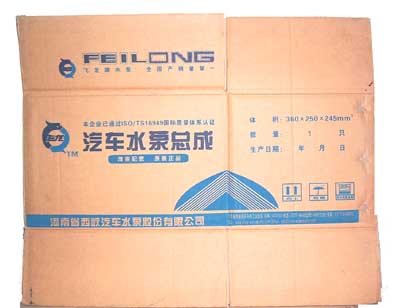 FEILONG
飞龙牌水泵 全国产销量第一
本企业已通过ISO/TS16949国际质量体系认证
汽车水泵总成
TM
体 积: 360×250×245mm³
数 量: 1 只
生产日期: 年 月 日
河南省西峡汽车水泵股份有限公司